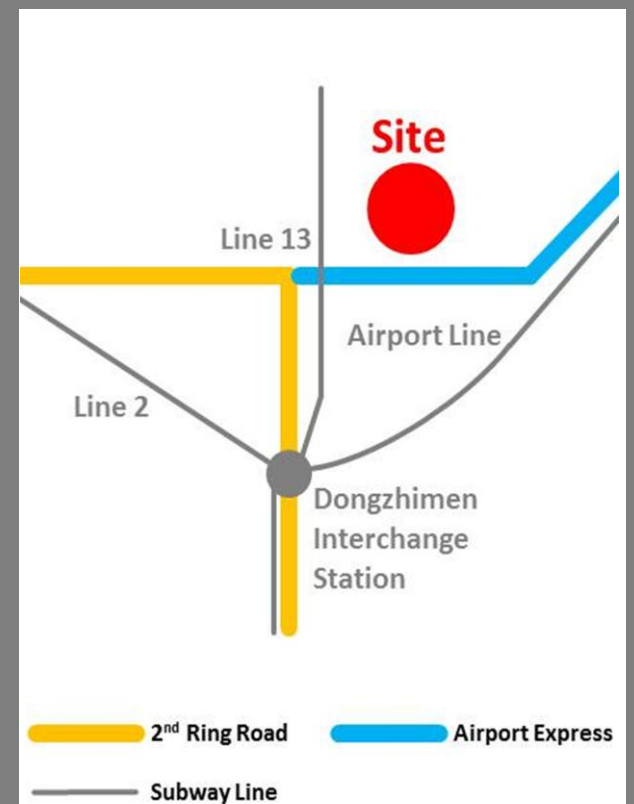 Site
Line 13
Airport Line
Line 2
Dongzhimen
Interchange
Station
2nd Ring Road
Airport Express
Subway Line